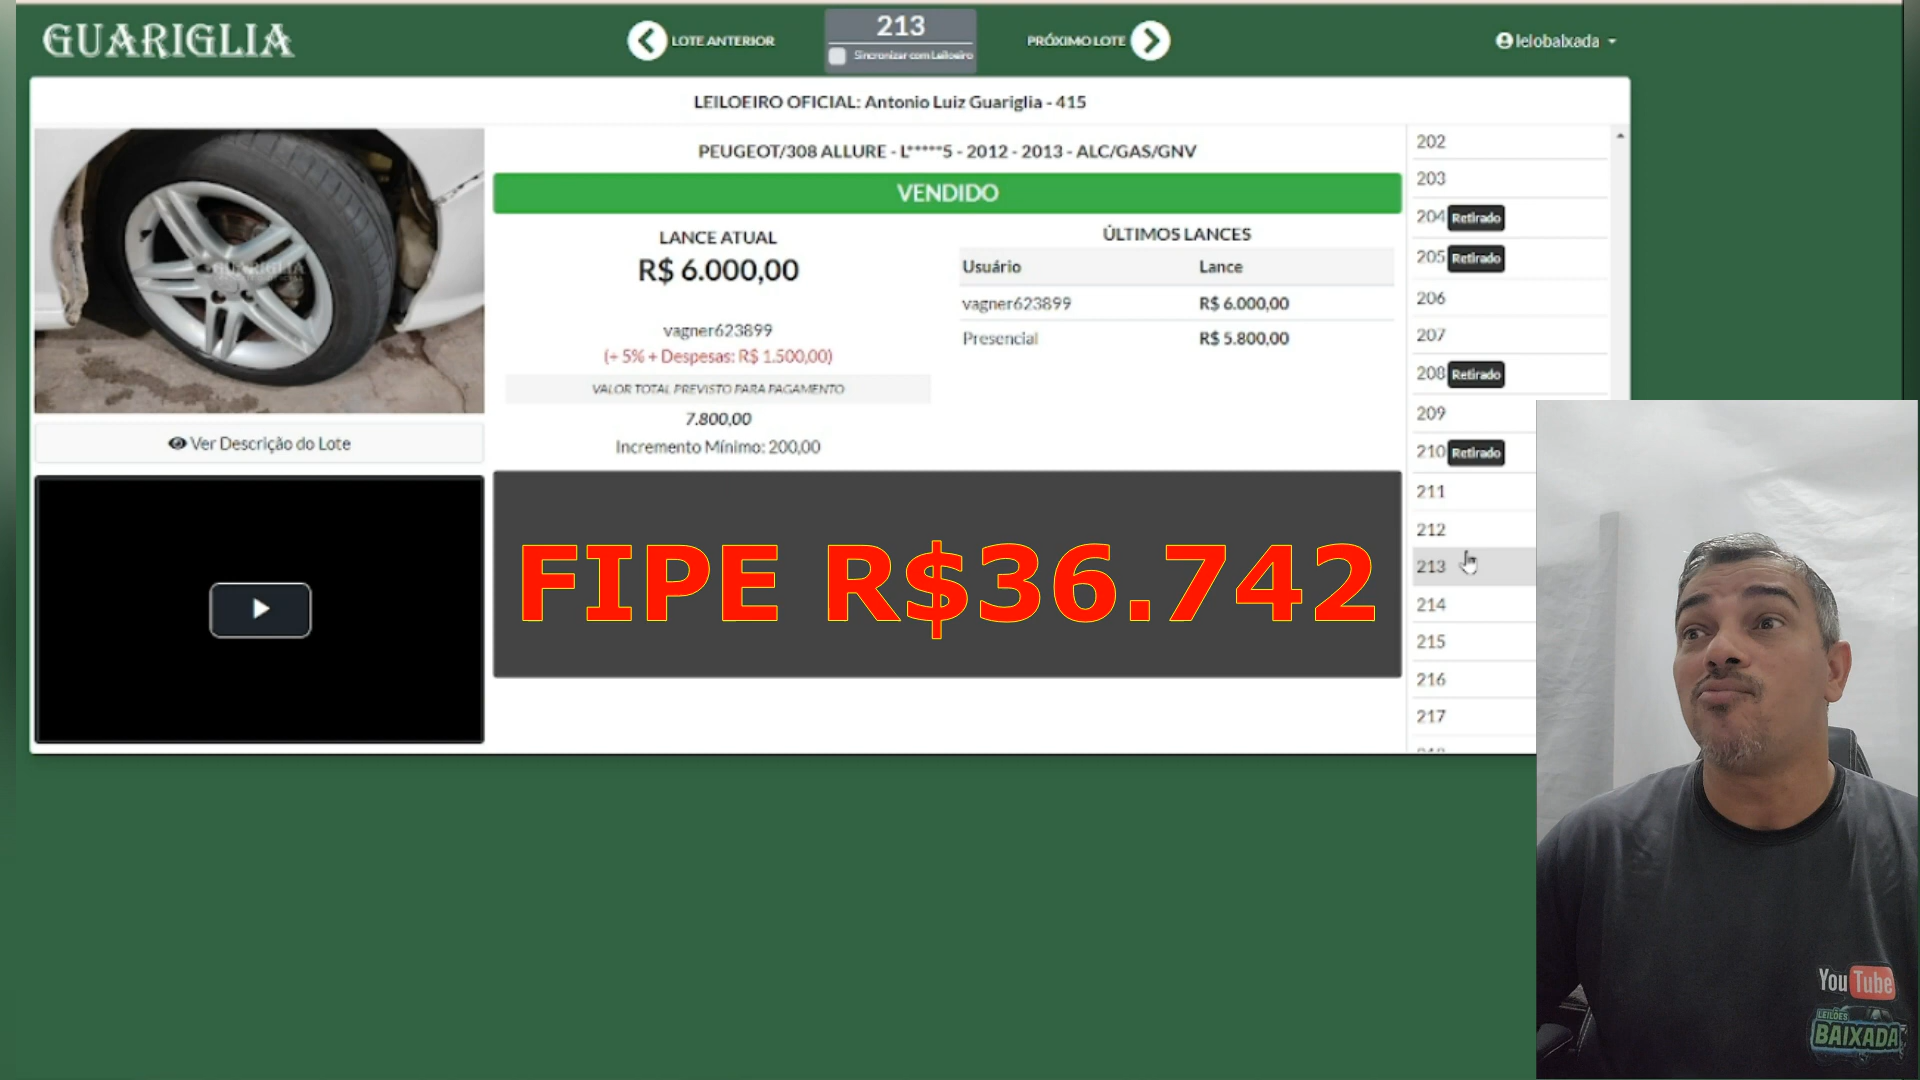 GUARIGLIA
LOTE ANTERIOR
213
Sincronizar com Leiloeiro
PRÓXIMO LOTE
lelobaixada
LEILOEIRO OFICIAL: Antonio Luiz Guariglia - 415
GUARIGLIA
Ver Descrição do Lote
PEUGEOT/308 ALLURE - L*****5 - 2012 - 2013 - ALC/GAS/GNV
VENDIDO
LANCE ATUAL
R$ 6.000,00
vagner623899
(+ 5% + Despesas: R$ 1.500,00)
VALOR TOTAL PREVISTO PARA PAGAMENTO
7.800,00
Incremento Mínimo: 200,00
ÚLTIMOS LANCES
Usuário Lance
vagner623899 R$ 6.000,00
Presencial R$ 5.800,00
FIPE R$36.742
202
203
204 Retirado
205 Retirado
206
207
208 Retirado
209
210 Retirado
211
212
213
214
215
216
217
YouTube
LEILÕES
BAIXADA